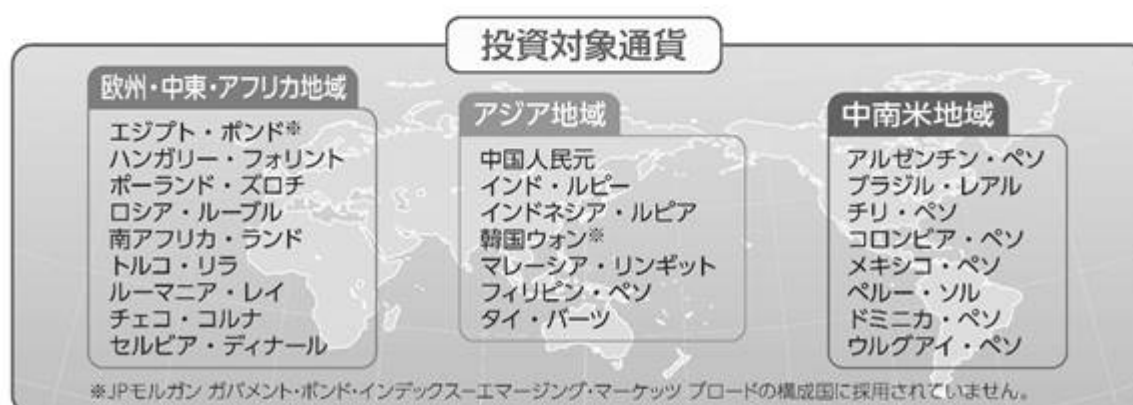 投資対象通貨
欧州・中東・アフリカ地域
エジプト・ポンド※
ハンガリー・フォリント
ポーランド・ズロチ
ロシア・ルーブル
南アフリカ・ランド
トルコ・リラ
ルーマニア・レイ
チェコ・コルナ
セルビア・ディナール
アジア地域
中国人民元
インド・ルピー
インドネシア・ルピア
韓国ウォン※
マレーシア・リンギット
フィリピン・ペソ
タイ・バーツ
中南米地域
アルゼンチン・ペソ
ブラジル・レアル
チリ・ペソ
コロンビア・ペソ
メキシコ・ペソ
ペルー・ソル
ドミニカ・ペソ
ウルグアイ・ペソ
※JPモルガン ガバメント・ボンド・インデックスーエマージング・マーケッツ ブロードの構成国に採用されていません。